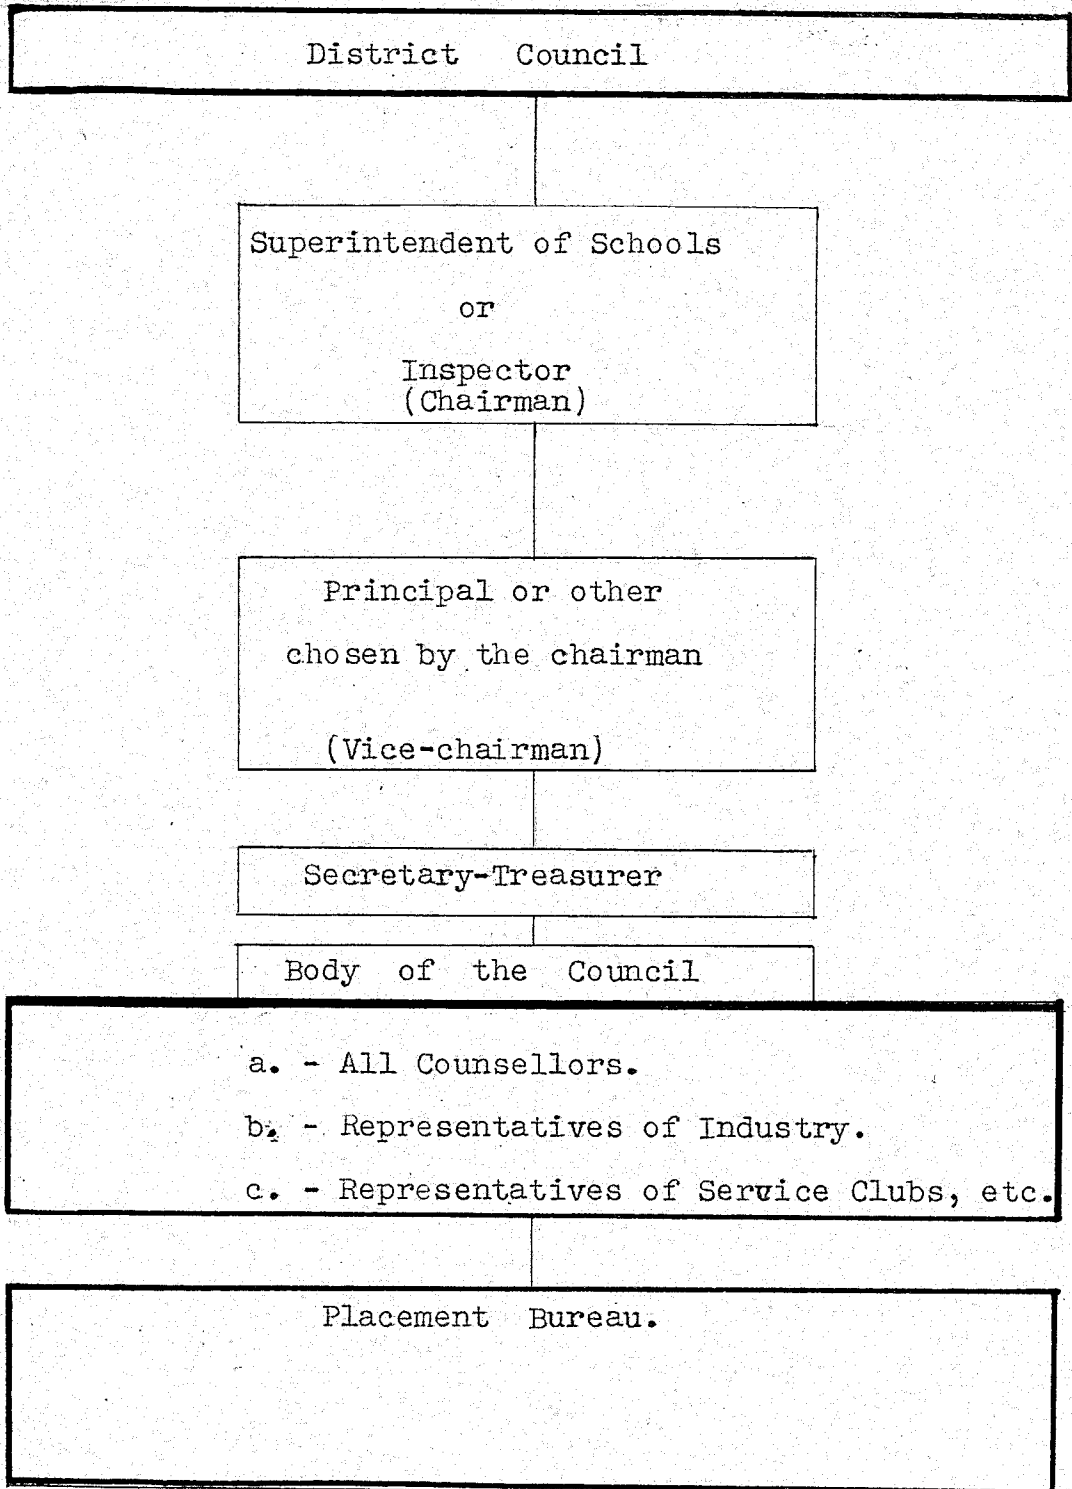 District Council
Superintendent of Schools
or
Inspector
(Chairman)
Principal or other
chosen by the chairman
(Vice-chairman)
Secretary-Treasurer
Body of the Council
a. - All Counsellors.
b. - Representatives of Industry.
c. - Representatives of Service Clubs, etc.
Placement Bureau.